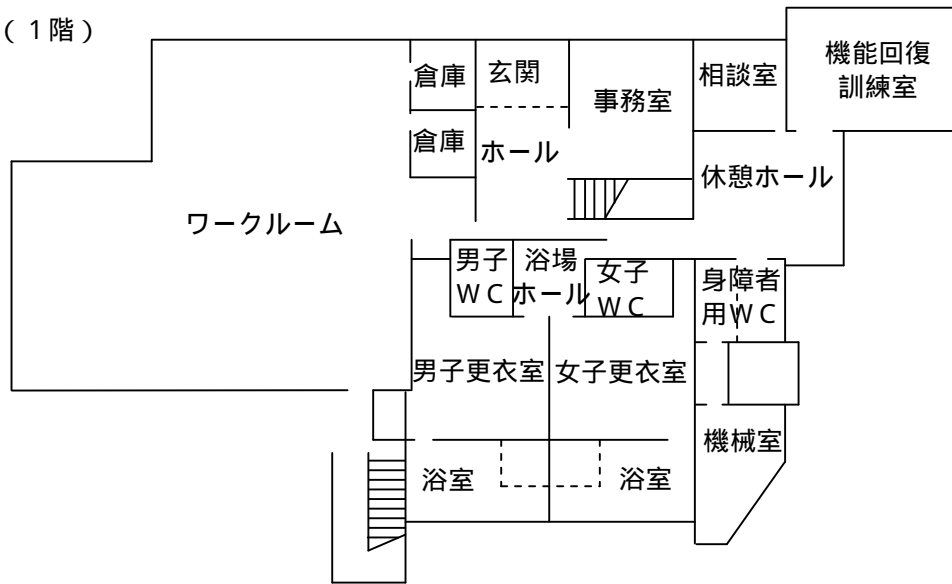 (１階)
倉庫
玄関
事務室
相談室
機能回復
訓練室
倉庫
ホール
休憩ホール
ワークルーム
男子
ＷＣ
浴場
ホール
女子
ＷＣ
身障者
用ＷＣ
男子更衣室
女子更衣室
機械室
浴室
浴室